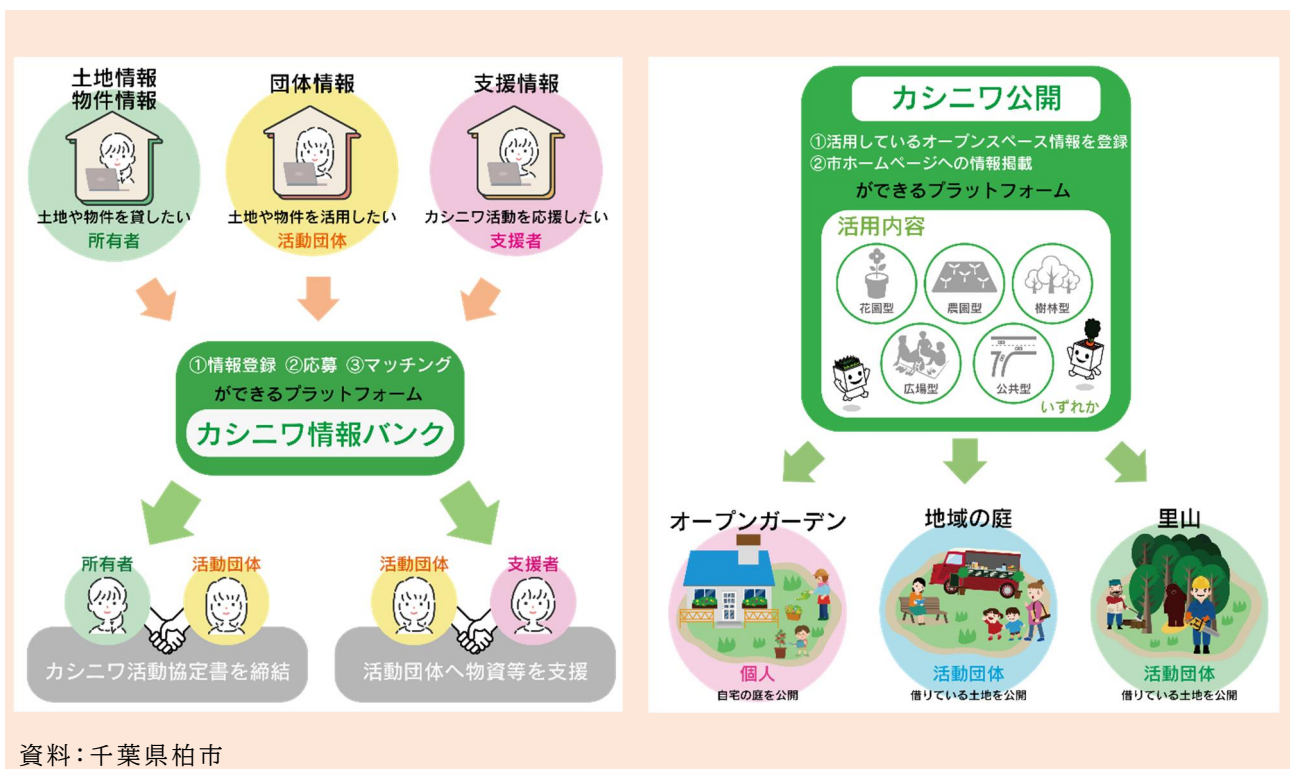 土地情報
物件情報
土地や物件を貸したい
所有者
団体情報
土地や物件を活用したい
活動団体
支援情報
カシニワ活動を応援したい
支援者
①情報登録 ②応募 ③マッチング
ができるプラットフォーム
カシニワ情報バンク
所有者
活動団体
カシニワ活動協定書を締結
活動団体
支援者
活動団体へ物資等を支援
カシニワ公開
①活用しているオープンスペース情報を登録
②市ホームページへの情報掲載
ができるプラットフォーム
活用内容
花園型
農園型
樹林型
広場型
公共型
いずれか
オープンガーデン
個人
自宅の庭を公開
地域の庭
活動団体
借りている土地を公開
里山
活動団体
借りている土地を公開
資料：千葉県柏市